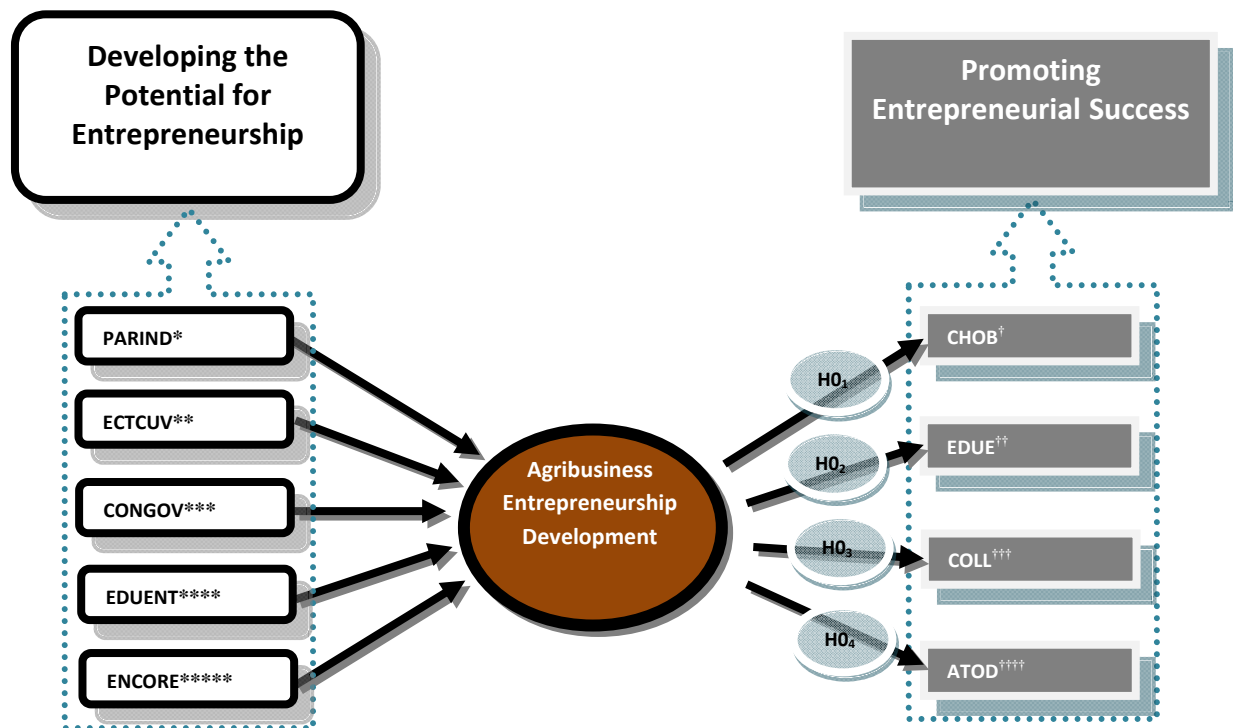 Developing the
Potential for
Entrepreneurship
Promoting
Entrepreneurial Success
PARIND*
ECTCUV**
CONGOV***
EDUENT****
ENCORE*****
Agribusiness
Entrepreneurship
Development
H0₁
H0₂
H0₃
H0₄
CHOB†
EDUE††
COLL†††
ATOD††††